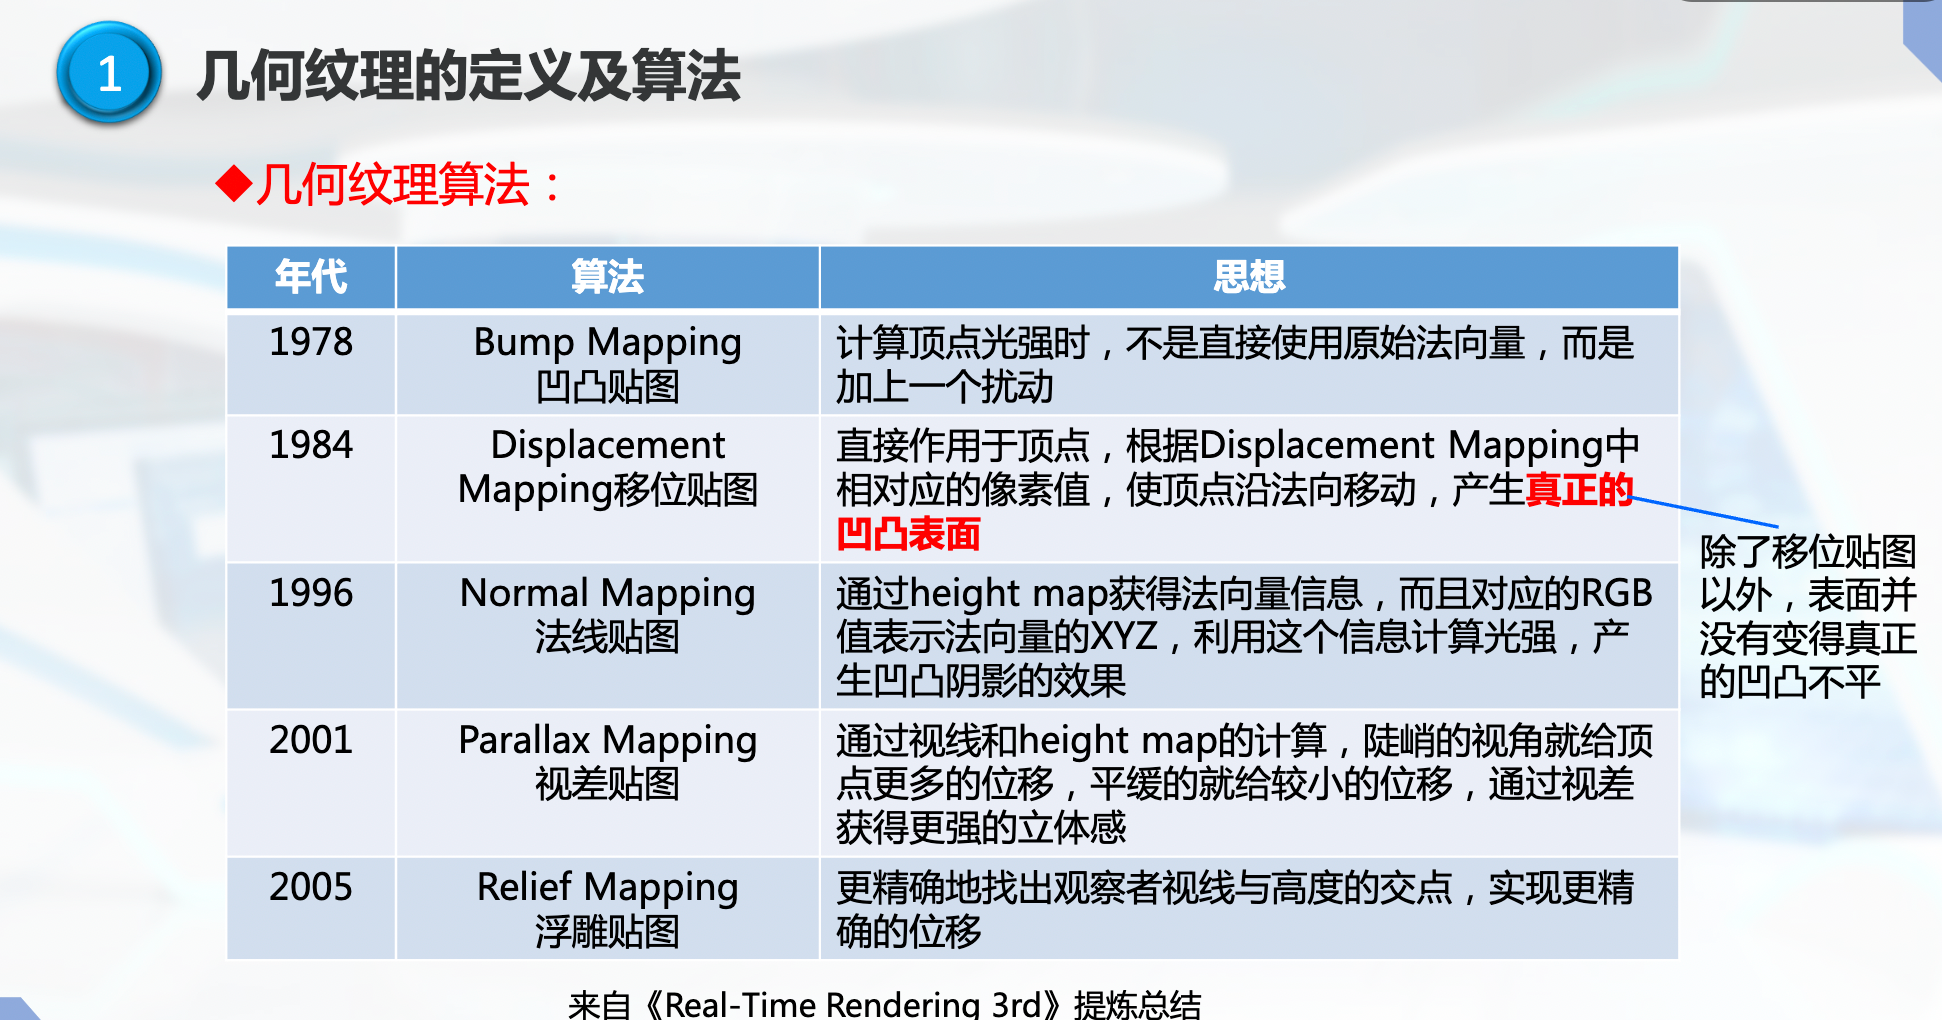 1
几何纹理的定义及算法
◆几何纹理算法：
年代
算法
思想
1978
Bump Mapping
凹凸贴图
计算顶点光强时，不是直接使用原始法向量，而是
加上一个扰动
1984
Displacement
Mapping移位贴图
直接作用于顶点，根据Displacement Mapping中
相对应的像素值，使顶点沿法向移动，产生真正的
凹凸表面
1996
Normal Mapping
法线贴图
通过height map获得法向量信息，而且对应的RGB
值表示法向量的XYZ，利用这个信息计算光强，产
生凹凸阴影的效果
2001
Parallax Mapping
视差贴图
通过视线和height map的计算，陡峭的视角就给顶
点更多的位移，平缓的就给较小的位移，通过视差
获得更强的立体感
2005
Relief Mapping
浮雕贴图
更精确地找出观察者视线与高度的交点，实现更精
确的位移
除了移位贴图
以外，表面并
没有变得真正
的凹凸不平
来自《Real-Time Rendering 3rd》提炼总结